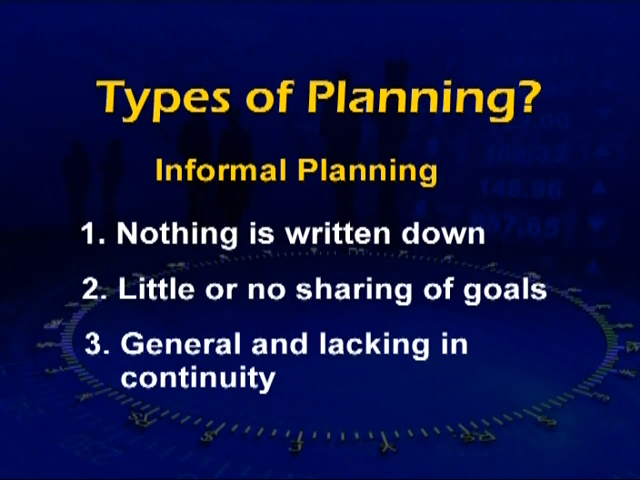 Types of Planning?
Informal Planning
1. Nothing is written down
2. Little or no sharing of goals
3. General and lacking in
continuity